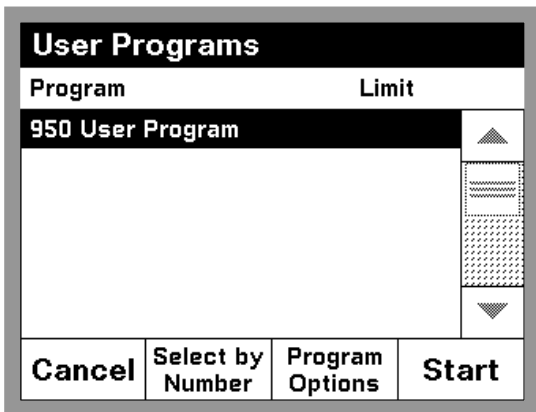 User Programs
Program Limit
950 User Program
Cancel Select by Number Program Options Start